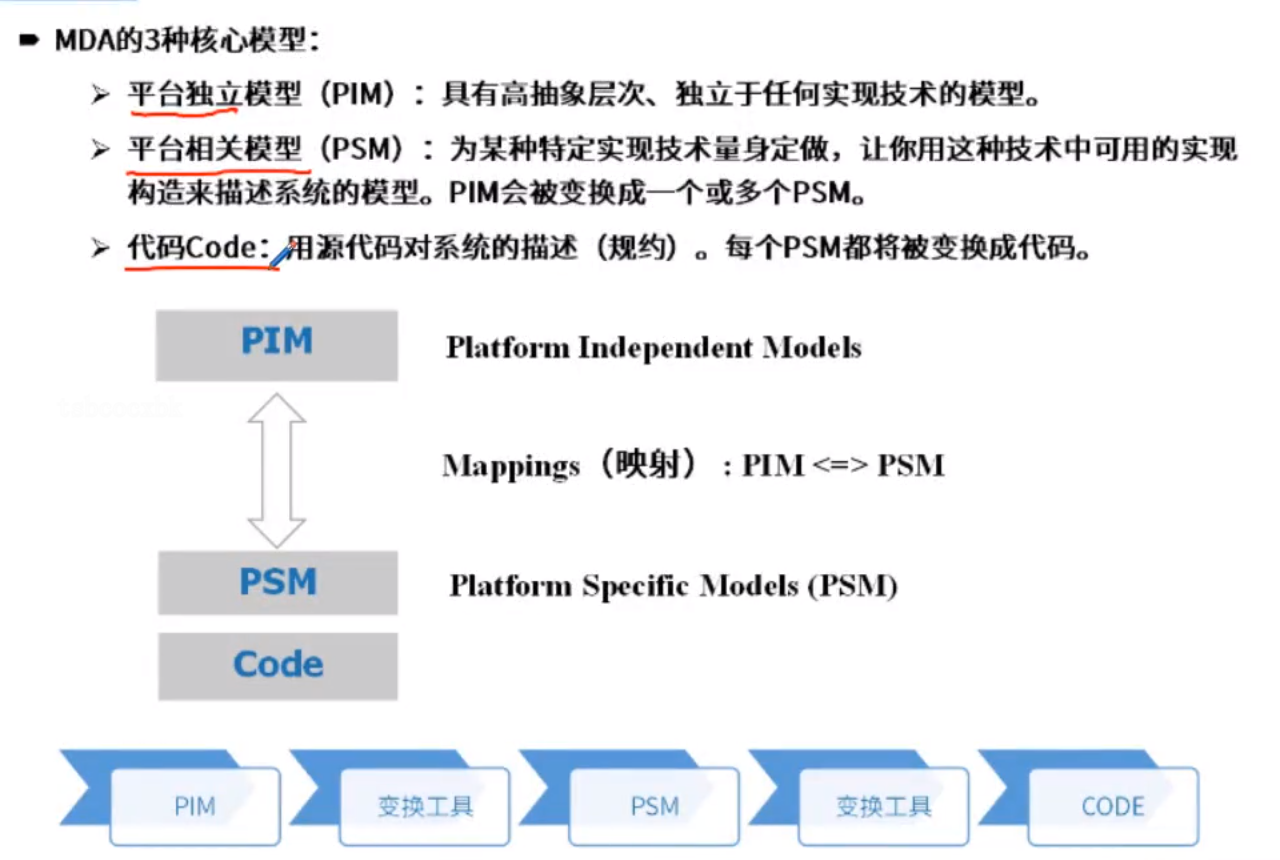 MDA的3种核心模型：
平台独立模型（PIM）：具有高抽象层次、独立于任何实现技术的模型。
平台相关模型（PSM）：为某种特定实现技术量身定做，让你用这种技术中可用的实现
构造来描述系统的模型。PIM会被变换成一个或多个PSM。
代码Code：用源代码对系统的描述（规约）。每个PSM都将被变换成代码。
PIM
Platform Independent Models
Mappings（映射）: PIM <=> PSM
PSM
Platform Specific Models (PSM)
Code
PIM
变换工具
PSM
变换工具
CODE